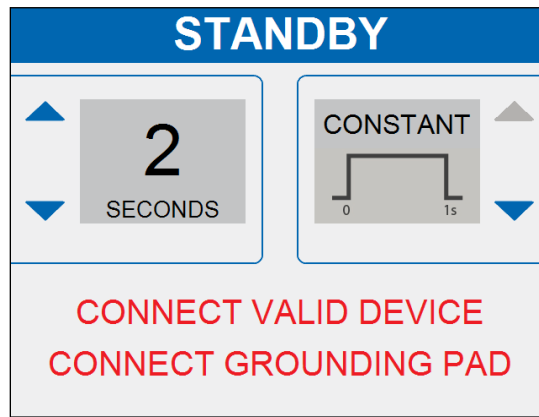 STANDBY
2
SECONDS
CONSTANT
0 1s
CONNECT VALID DEVICE
CONNECT GROUNDING PAD